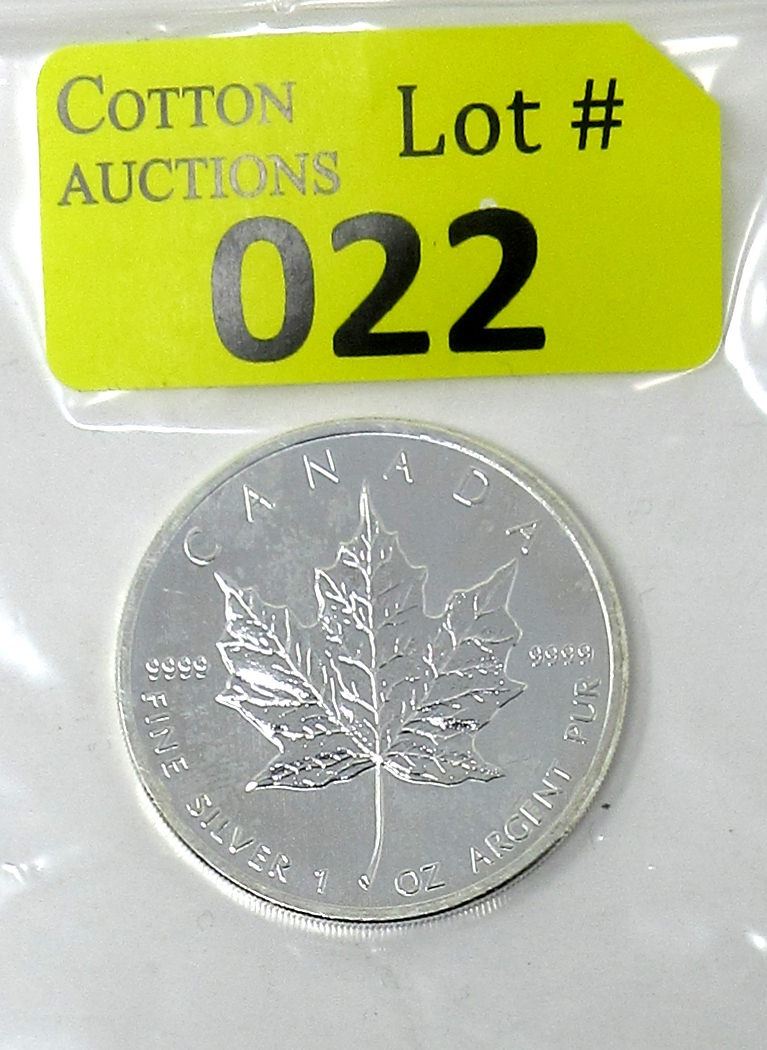 COTTON
AUCTIONS
Lot #
022
CANADA
9999
9999
FINE SILVER 1 OZ ARGENT PUR